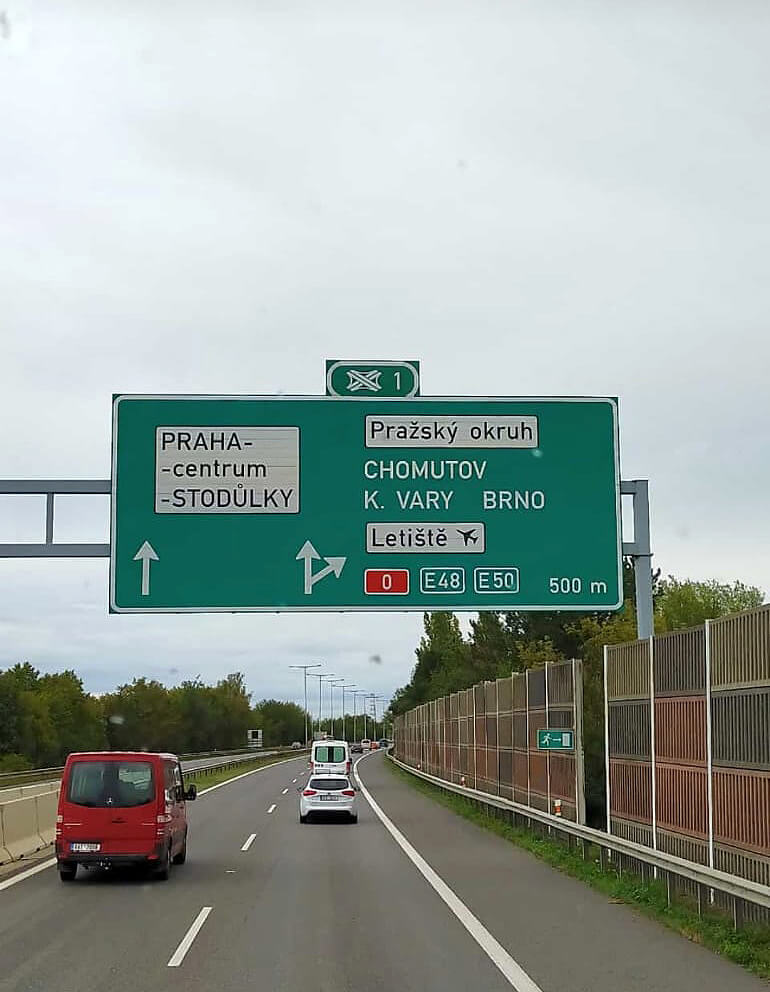 1
PRAHA-
-centrum
-STODŮLKY
Pražský okruh
CHOMUTOV
K. VARY BRNO
Letiště
0 E48 E50 500 m